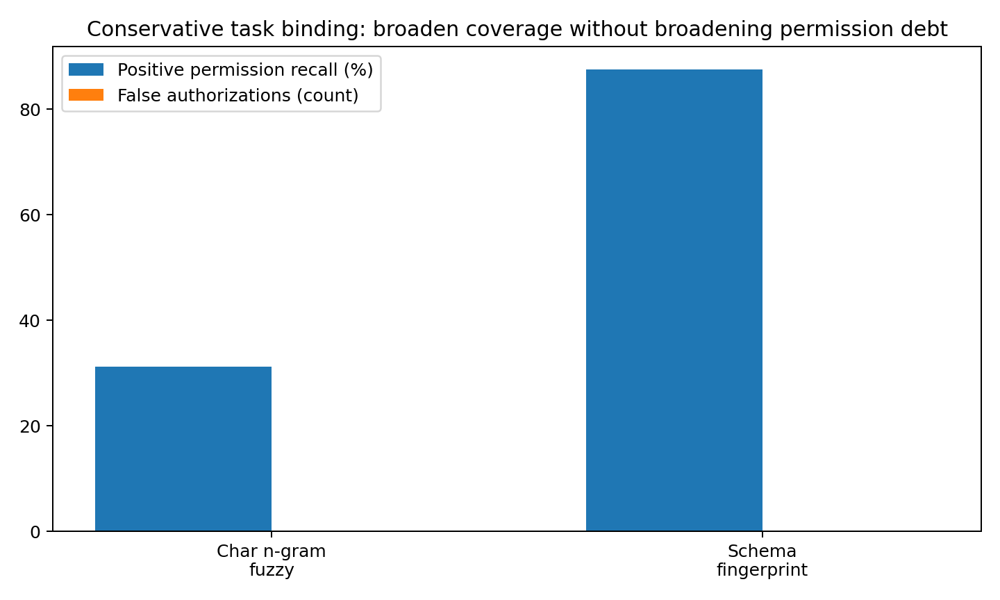 Conservative task binding: broaden coverage without broadening permission debt
Positive permission recall (%)
False authorizations (count)
80
60
40
20
0
Char n-gram
fuzzy
Schema
fingerprint